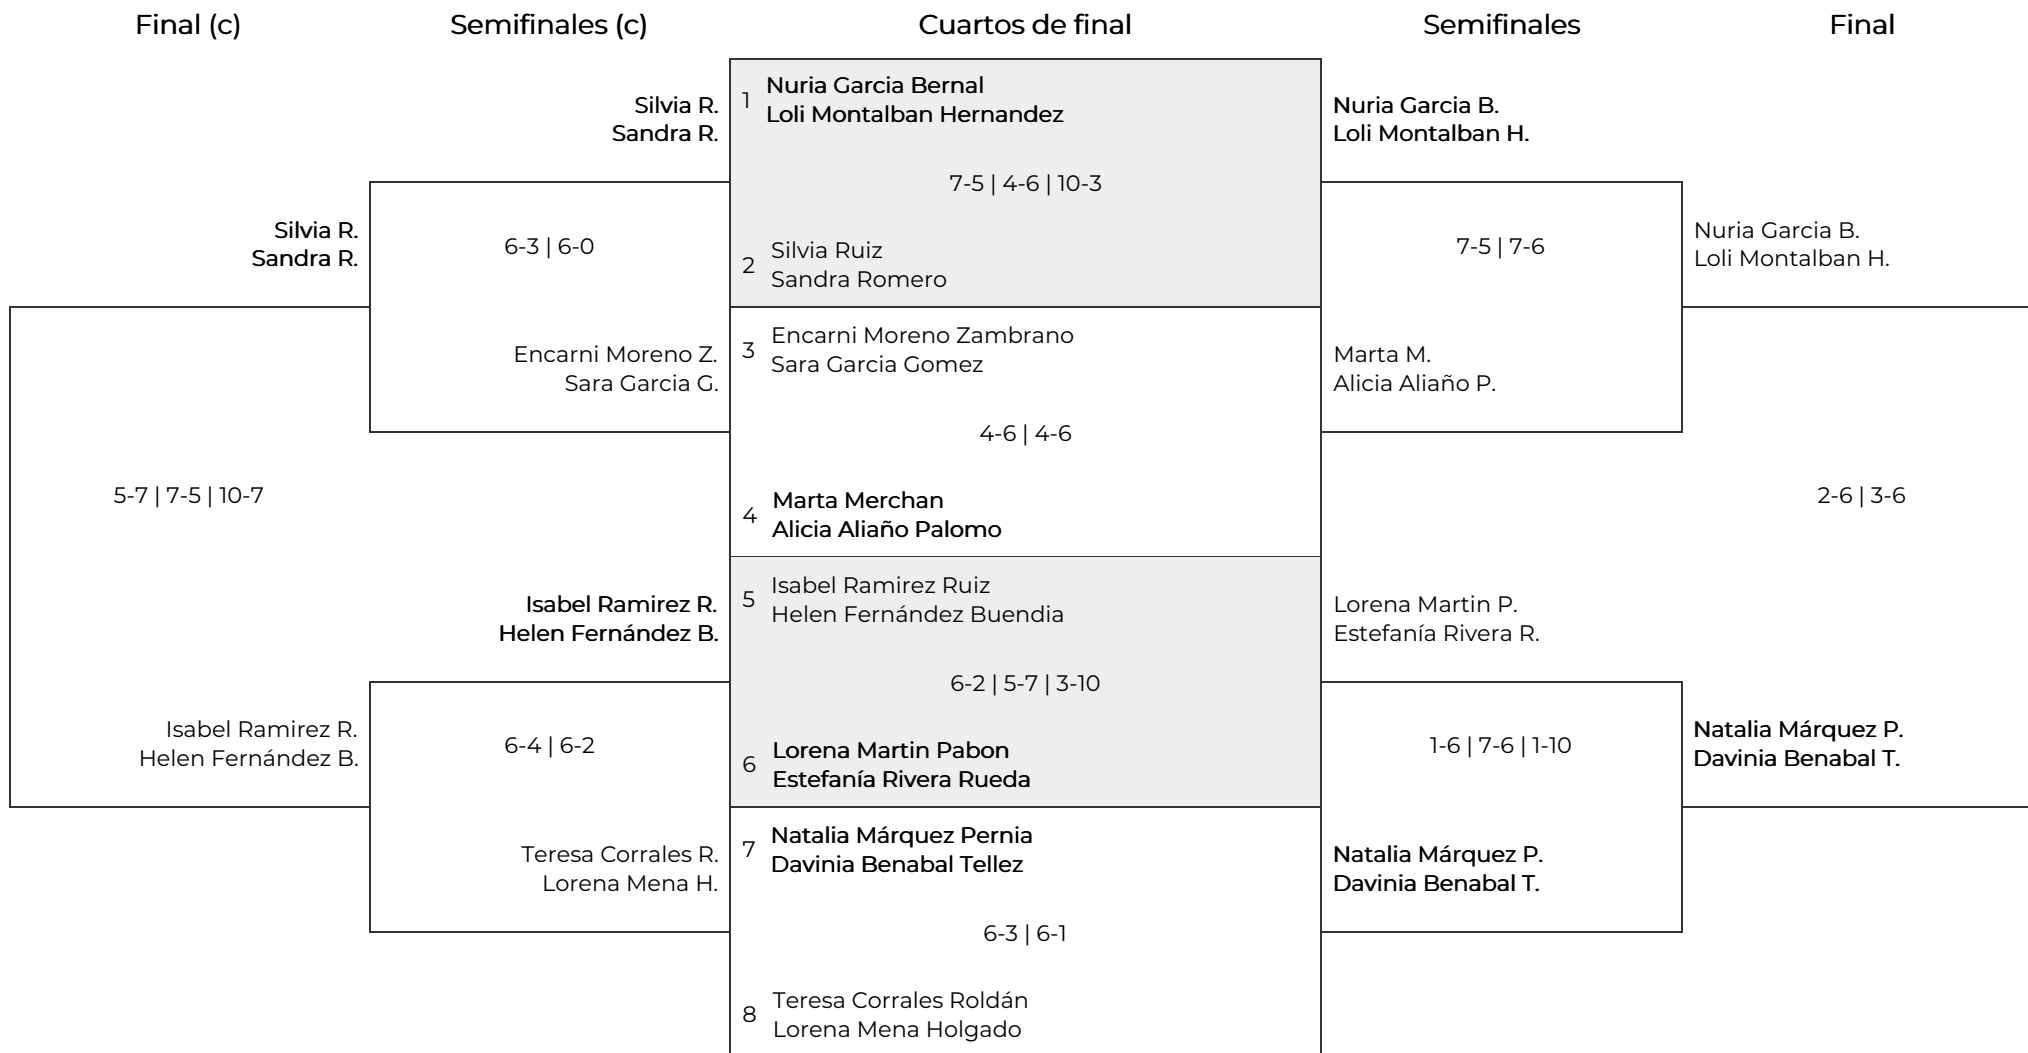 Final (c)
Semifinales (c)
Cuartos de final
Semifinales
Final
Silvia R.
Sandra R.
6-3 | 6-0
Encarni Moreno Z.
Sara Garcia G.
Silvia R.
Sandra R.
5-7 | 7-5 | 10-7
Isabel Ramirez R.
Helen Fernández B.
Isabel Ramirez R.
Helen Fernández B.
6-4 | 6-2
Teresa Corrales R.
Lorena Mena H.
1
Nuria Garcia Bernal
Loli Montalban Hernandez
7-5 | 4-6 | 10-3
2
Silvia Ruiz
Sandra Romero
3
Encarni Moreno Zambrano
Sara Garcia Gomez
4-6 | 4-6
4
Marta Merchan
Alicia Aliaño Palomo
5
Isabel Ramirez Ruiz
Helen Fernández Buendia
6-2 | 5-7 | 3-10
6
Lorena Martin Pabon
Estefanía Rivera Rueda
7
Natalia Márquez Pernia
Davinia Benabal Tellez
6-3 | 6-1
8
Teresa Corrales Roldán
Lorena Mena Holgado
Nuria Garcia B.
Loli Montalban H.
7-5 | 7-6
Marta M.
Alicia Aliaño P.
Lorena Martin P.
Estefanía Rivera R.
1-6 | 7-6 | 1-10
Natalia Márquez P.
Davinia Benabal T.
Nuria Garcia B.
Loli Montalban H.
2-6 | 3-6
Natalia Márquez P.
Davinia Benabal T.